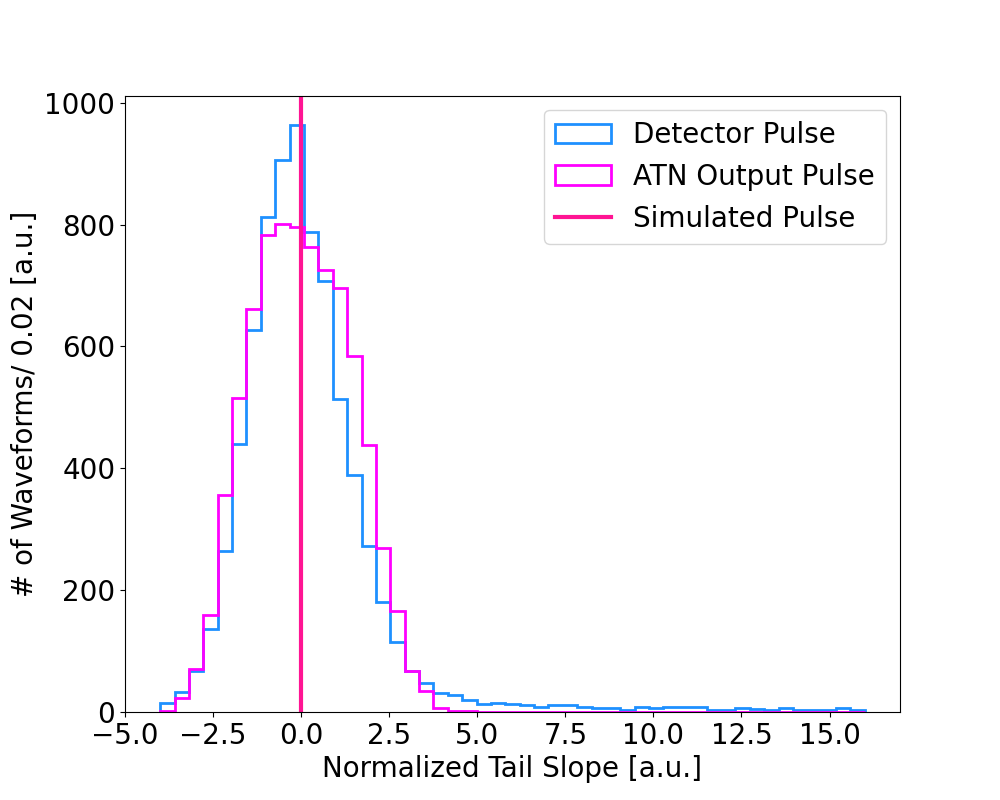 1000
800
600
400
200
0
# of Waveforms/ 0.02 [a.u.]
Detector Pulse
ATN Output Pulse
Simulated Pulse
−5.0 −2.5 0.0 2.5 5.0 7.5 10.0 12.5 15.0
Normalized Tail Slope [a.u.]